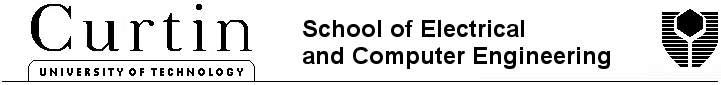 Curtin
UNIVERSITY OF TECHNOLOGY
School of Electrical
and Computer Engineering